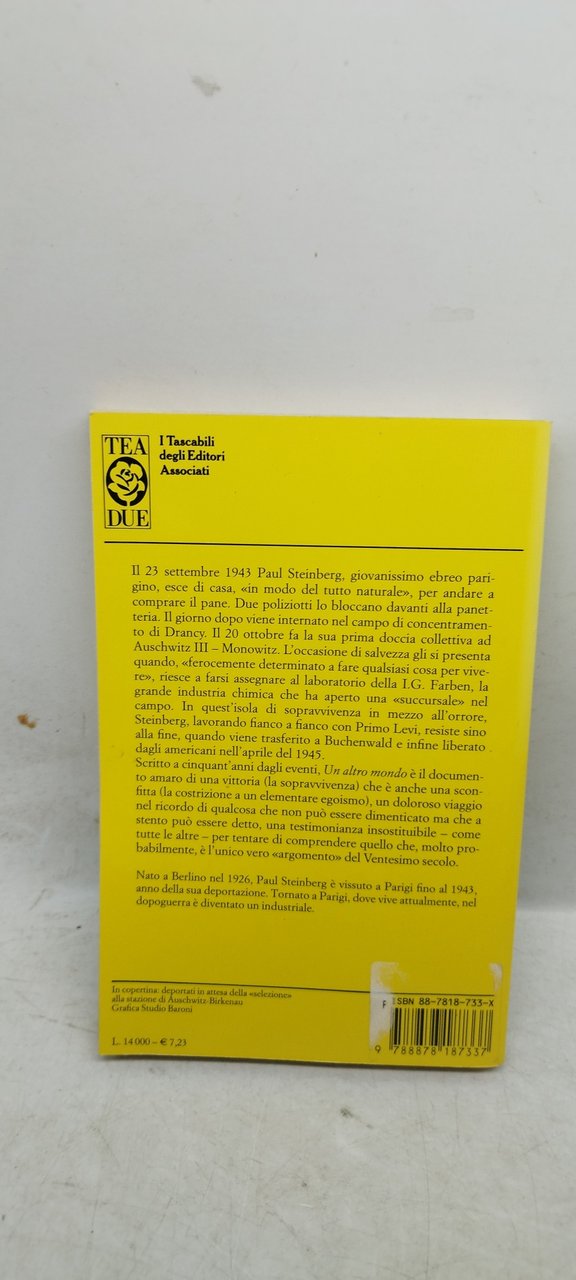 TEA
DUE
I Tascabili
degli Editori
Associati
Il 23 settembre 1943 Paul Steinberg, giovanissimo ebreo pari-
gino, esce di casa, «in modo del tutto naturale», per andare a
comprare il pane. Due poliziotti lo bloccano davanti alla panet-
teria. Il giorno dopo viene internato nel campo di concentramen-
to di Drancy. Il 20 ottobre fa la sua prima doccia collettiva ad
Auschwitz III – Monowitz. L'occasione di salvezza gli si presenta
quando, «ferocemente determinato a fare qualsiasi cosa per vive-
re», riesce a farsi assegnare al laboratorio della I.G. Farben, la
grande industria chimica che ha aperto una «succursale» nel
campo. In quest'isola di sopravvivenza in mezzo all'orrore,
Steinberg, lavorando fianco a fianco con Primo Levi, resiste sino
alla fine, quando viene trasferito a Buchenwald e infine liberato
dagli americani nell'aprile del 1945.
Scritto a cinquant'anni dagli eventi, Un altro mondo è il documen-
to amaro di una vittoria (la sopravvivenza) che è anche una scon-
fitta (la costrizione a un elementare egoismo), un doloroso viaggio
nel ricordo di qualcosa che non può essere dimenticato ma che a
stento può essere detto, una testimonianza insostituibile – come
tutte le altre – per tentare di comprendere quello che, molto pro-
babilmente, è l'unico vero «argomento» del Ventesimo secolo.
Nato a Berlino nel 1926, Paul Steinberg è vissuto a Parigi fino al 1943,
anno della sua deportazione. Tornato a Parigi, dove vive attualmente, nel
dopoguerra è diventato un industriale.
In copertina: deportati in attesa della «selezione»
alla stazione di Auschwitz-Birkenau
Grafica Studio Baroni
L. 14 000 – € 7,23
ISBN 88-7818-733-X
9 788878 187337